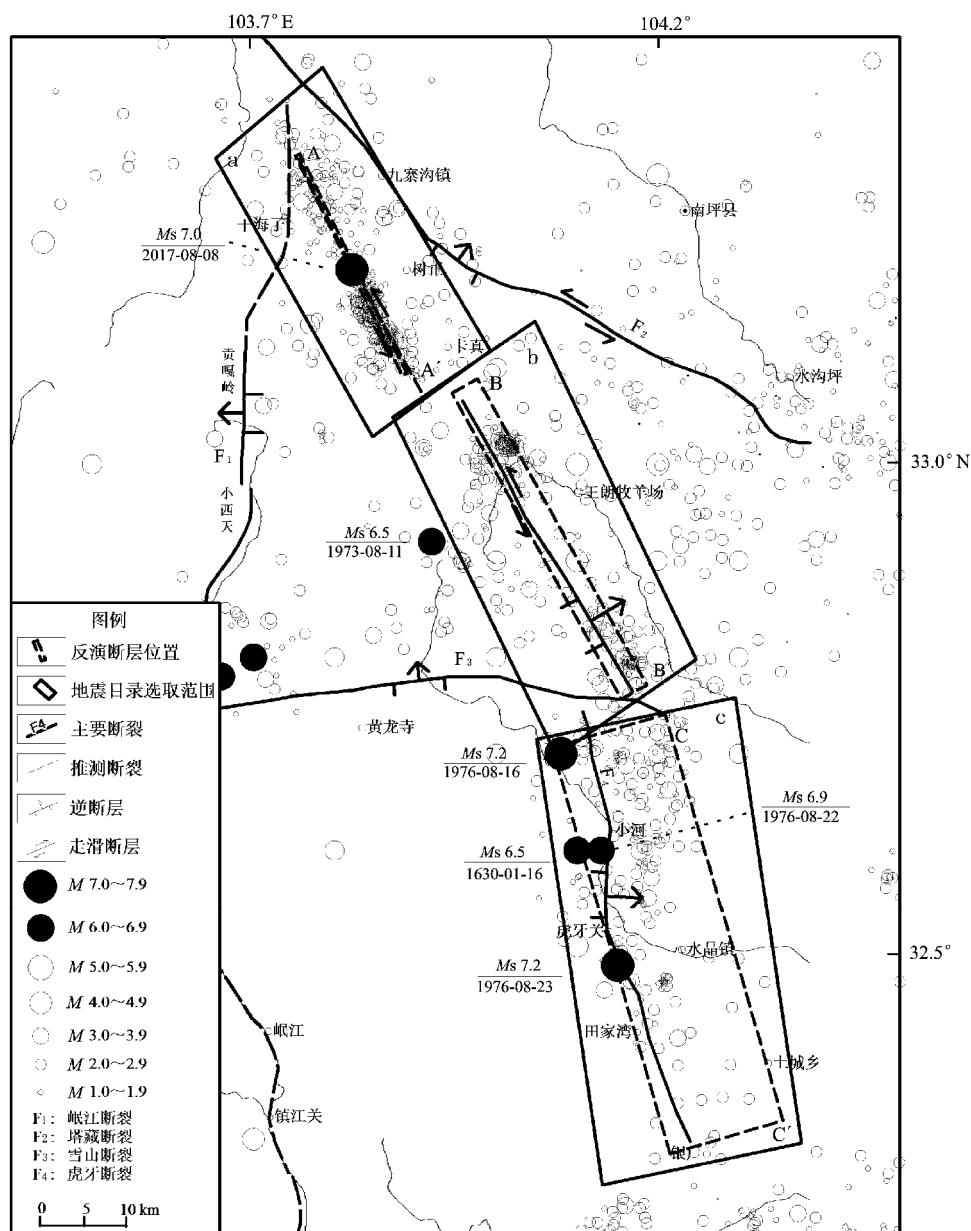 103.7° E
104.2°
a
A
九寨沟镇
南坪县
Ms 7.0
2017-08-08
树正
F₂
A′
卡真
b
B
水沟坪
贡嘎岭
F₁
33.0° N
小西天
王朗牧羊场
Ms 6.5
1973-08-11
F₃
B
黄龙寺
c
C
Ms 7.2
1976-08-16
Ms 6.9
1976-08-22
小河
Ms 6.5
1630-01-16
虎牙关
水晶镇
32.5°
Ms 7.2
1976-08-23
田家湾
岷江
镇江关
C′
图例
反演断层位置
地震目录选取范围
F4
主要断裂
推测断裂
逆断层
走滑断层
M 7.0～7.9
M 6.0～6.9
M 5.0～5.9
M 4.0～4.9
M 3.0～3.9
M 2.0～2.9
M 1.0～1.9
F₁： 岷江断裂
F₂： 塔藏断裂
F₃： 雪山断裂
F₄： 虎牙断裂
0 5 10 km